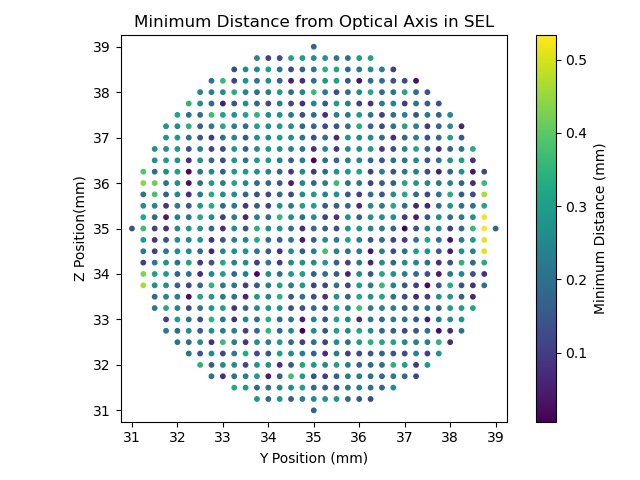 Minimum Distance from Optical Axis in SEL
39
38
37
36
35
34
33
32
31
Z Position(mm)
31 32 33 34 35 36 37 38 39
Y Position (mm)
0.5
0.4
0.3
0.2
0.1
Minimum Distance (mm)